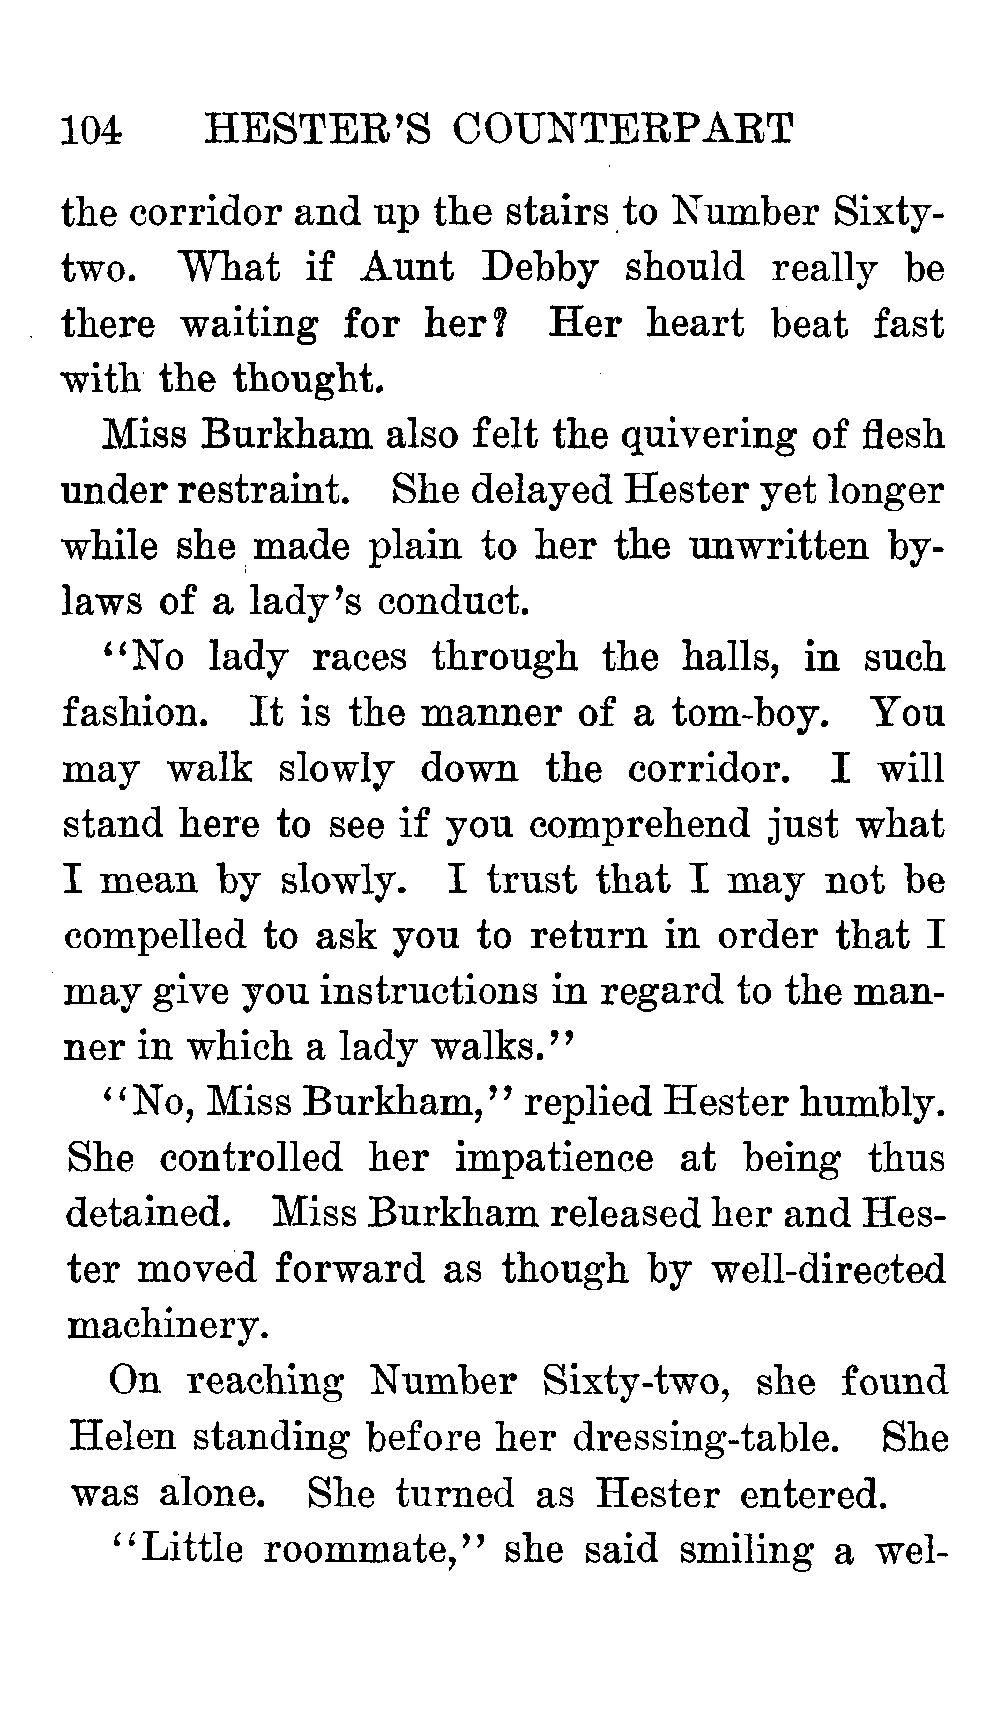 104 HESTER'S COUNTERPART
the corridor and up the stairs to Number Sixty-
two. What if Aunt Debby should really be
there waiting for her? Her heart beat fast
with the thought.
Miss Burkham also felt the quivering of flesh
under restraint. She delayed Hester yet longer
while she made plain to her the unwritten by-
laws of a lady's conduct.
"No lady races through the halls, in such
fashion. It is the manner of a tom-boy. You
may walk slowly down the corridor. I will
stand here to see if you comprehend just what
I mean by slowly. I trust that I may not be
compelled to ask you to return in order that I
may give you instructions in regard to the man-
ner in which a lady walks."
"No, Miss Burkham," replied Hester humbly.
She controlled her impatience at being thus
detained. Miss Burkham released her and Hes-
ter moved forward as though by well-directed
machinery.
On reaching Number Sixty-two, she found
Helen standing before her dressing-table. She
was alone. She turned as Hester entered.
"Little roommate," she said smiling a wel-